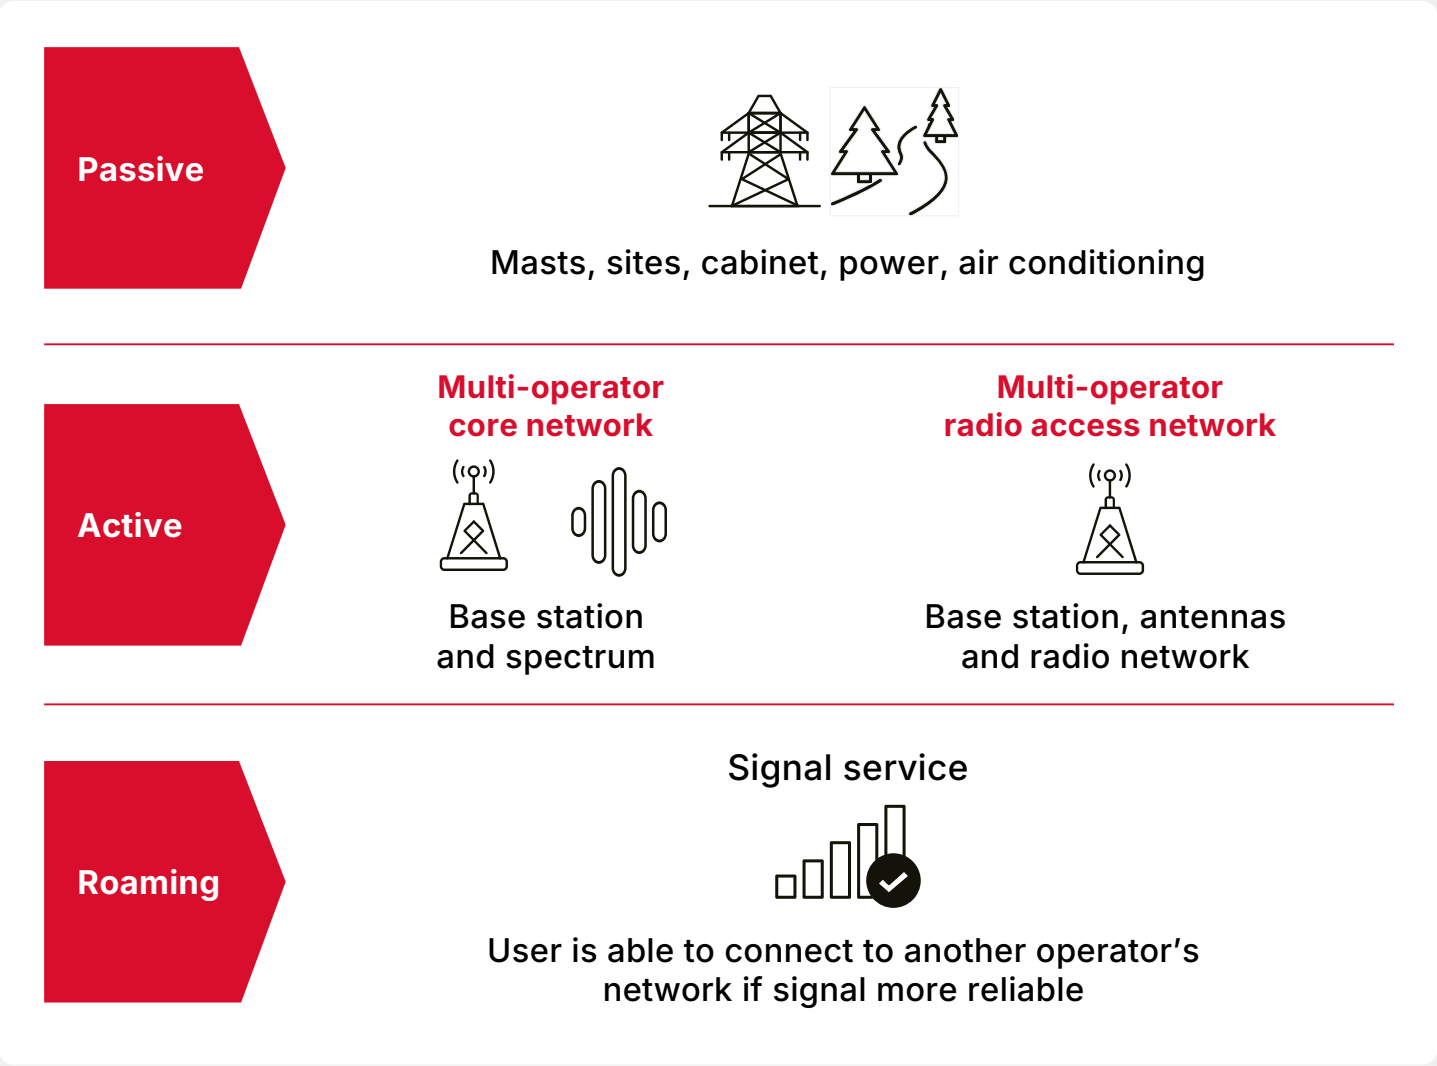 Passive
Masts, sites, cabinet, power, air conditioning
Active
Multi-operator
core network
Base station
and spectrum
Multi-operator
radio access network
Base station, antennas
and radio network
Roaming
Signal service
User is able to connect to another operator’s
network if signal more reliable